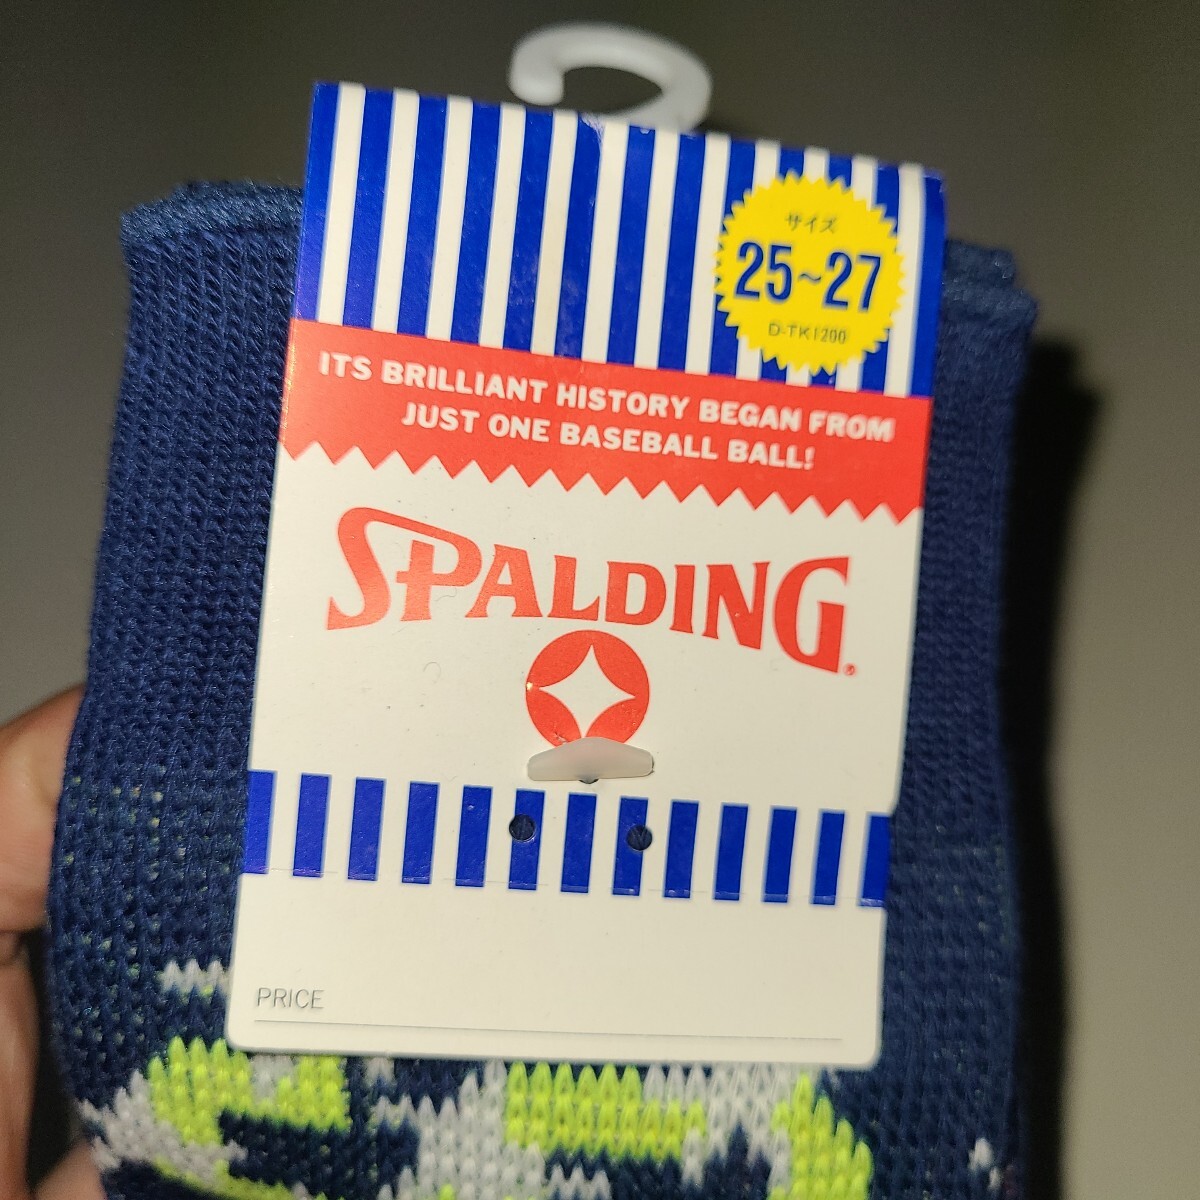 サイズ
25~27
D-TK1200
ITS BRILLIANT HISTORY BEGAN FROM
JUST ONE BASEBALL BALL!
SPALDING®
PRICE